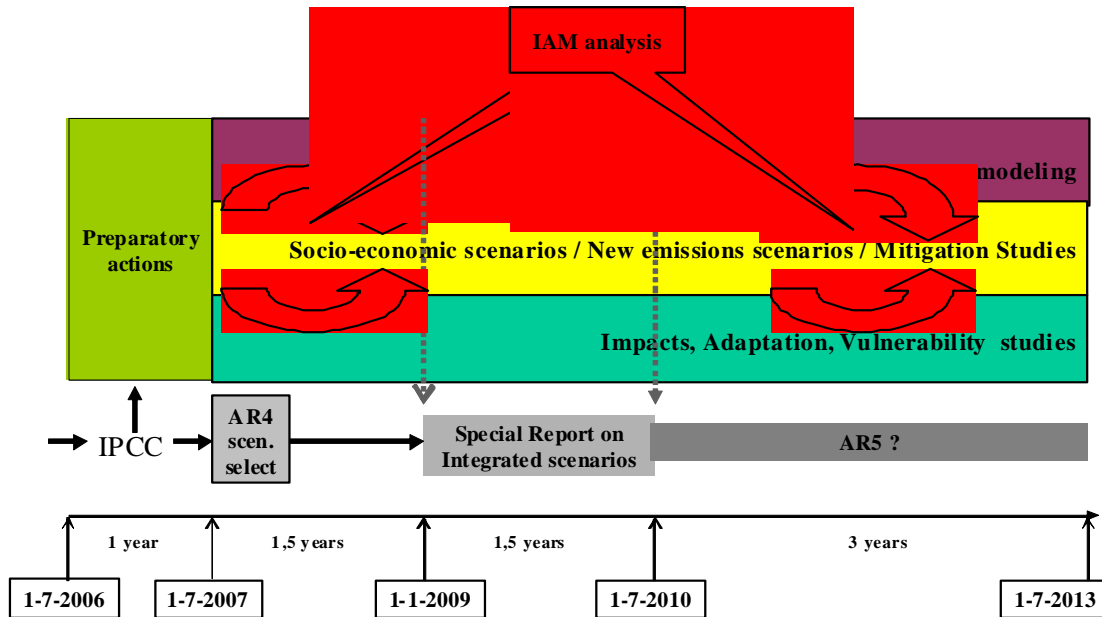 IAM analysis
modeling
Preparatory
actions
Socio-economic scenarios / New emissions scenarios / Mitigation Studies
Impacts, Adaptation, Vulnerability studies
IPCC
AR4
scen.
select
Special Report on
Integrated scenarios
AR5 ?
1 year
1,5 years
1,5 years
3 years
1-7-2006
1-7-2007
1-1-2009
1-7-2010
1-7-2013